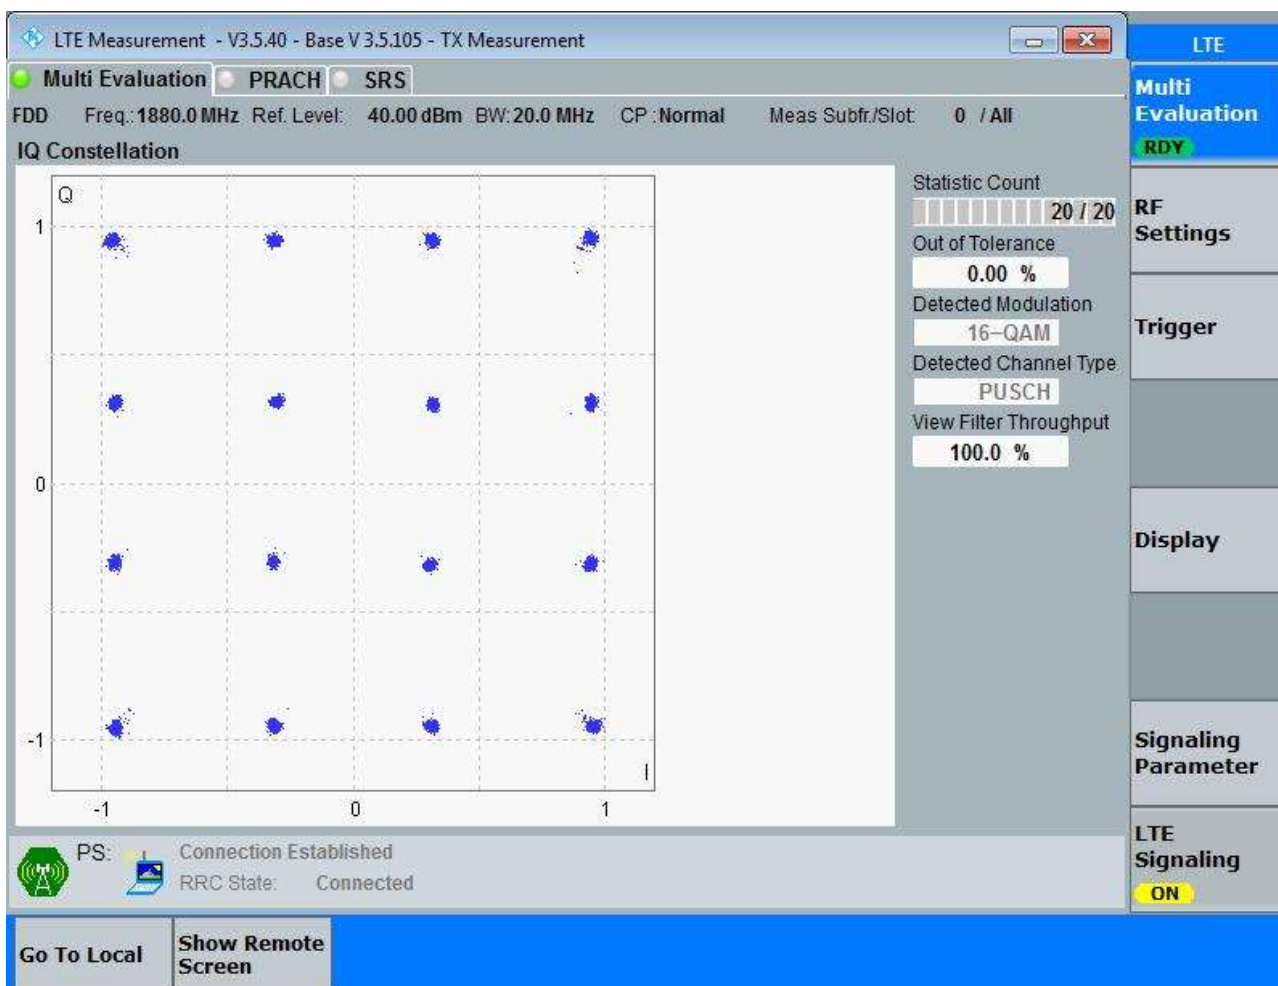 LTE Measurement - V3.5.40 - Base V 3.5.105 - TX Measurement
LTE
Multi Evaluation PRACH SRS
Multi
Evaluation
RDY
FDD Freq.: 1880.0 MHz Ref. Level: 40.00 dBm BW: 20.0 MHz CP : Normal Meas Subfr./Slot: 0 / All
IQ Constellation
Q
1
0
-1
-1 0 1
I
Statistic Count
20 / 20
Out of Tolerance
0.00 %
Detected Modulation
16-QAM
Detected Channel Type
PUSCH
View Filter Throughput
100.0 %
RF
Settings
Trigger
Display
Signaling
Parameter
LTE
Signaling
ON
PS: Connection Established
RRC State: Connected
Go To Local
Show Remote
Screen